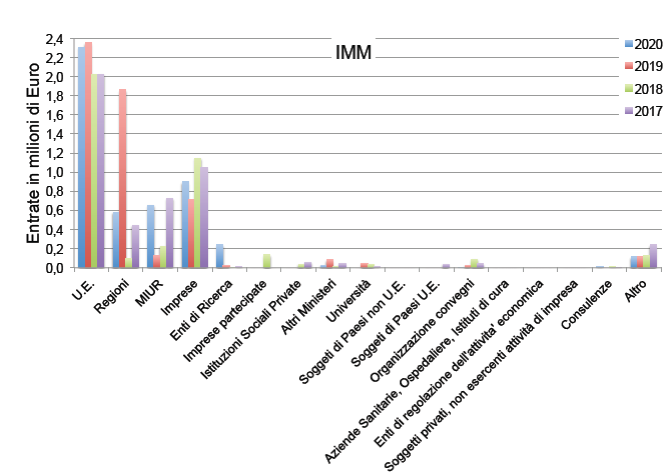 IMM
Entrate in milioni di Euro
2,4
2,2
2,0
1,8
1,6
1,4
1,2
1,0
0,8
0,6
0,4
0,2
0,0
2020
2019
2018
2017
U.E.
Regioni
MIUR
Imprese
Enti di Ricerca
Imprese partecipate
Istituzioni Sociali Private
Altri Ministeri
Università
Soggeti di Paesi non U.E.
Soggeti di Paesi U.E.
Organizzazione convegni
Aziende Sanitarie, Ospedaliere, Istituti di cura
Enti di regolazione dell'attivita' economica
Soggetti privati, non esercenti attività di impresa
Consulenze
Altro